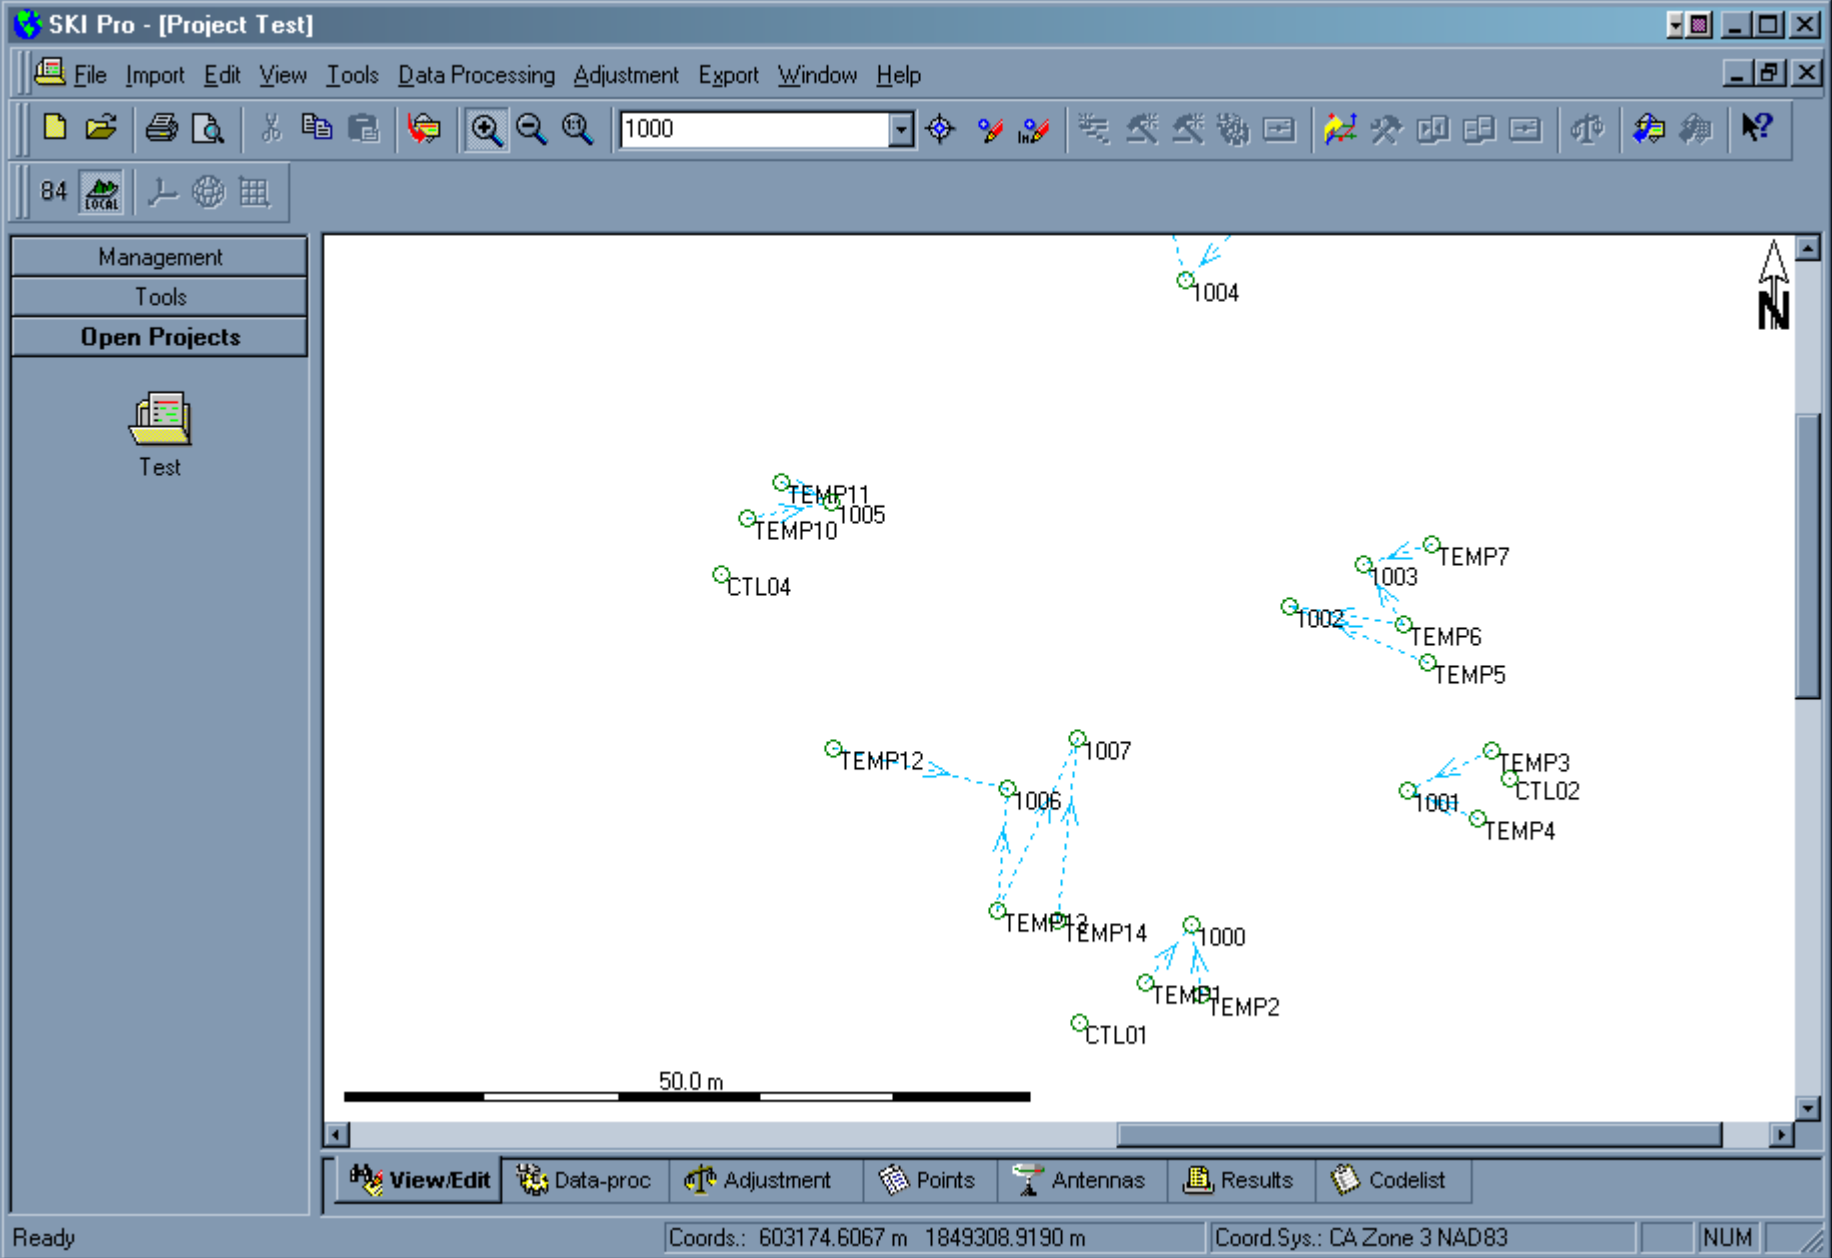 SKI Pro - [Project Test]
File Import Edit View Tools Data Processing Adjustment Export Window Help
1:1 1000
84 LOCAL
Management
Tools
Open Projects
Test
1004
N
TEMP11
1005
TEMP10
CTL04
TEMP7
1003
1002
TEMP6
TEMP5
TEMP12
1007
1006
TEMP3
CTL02
1001
TEMP4
TEMP13
TEMP14
1000
TEMP1
TEMP2
CTL01
50.0 m
View/Edit Data-proc Adjustment Points Antennas Results Codelist
Ready Coords.: 603174.6067 m 1849308.9190 m Coord.Sys.: CA Zone 3 NAD83 NUM